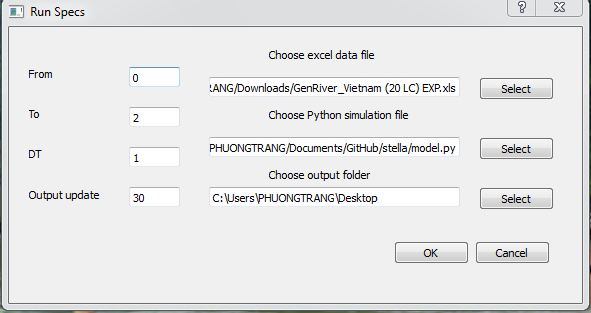 Run Specs
?
Choose excel data file
From
0
RANG/Downloads/GenRiver_Vietnam (20 LC) EXP.xls
Select
To
2
Choose Python simulation file
DT
1
PHUONGTRANG/Documents/GitHub/stella/model.py
Select
Choose output folder
Output update
30
C:\Users\PHUONGTRANG\Desktop
Select
OK
Cancel